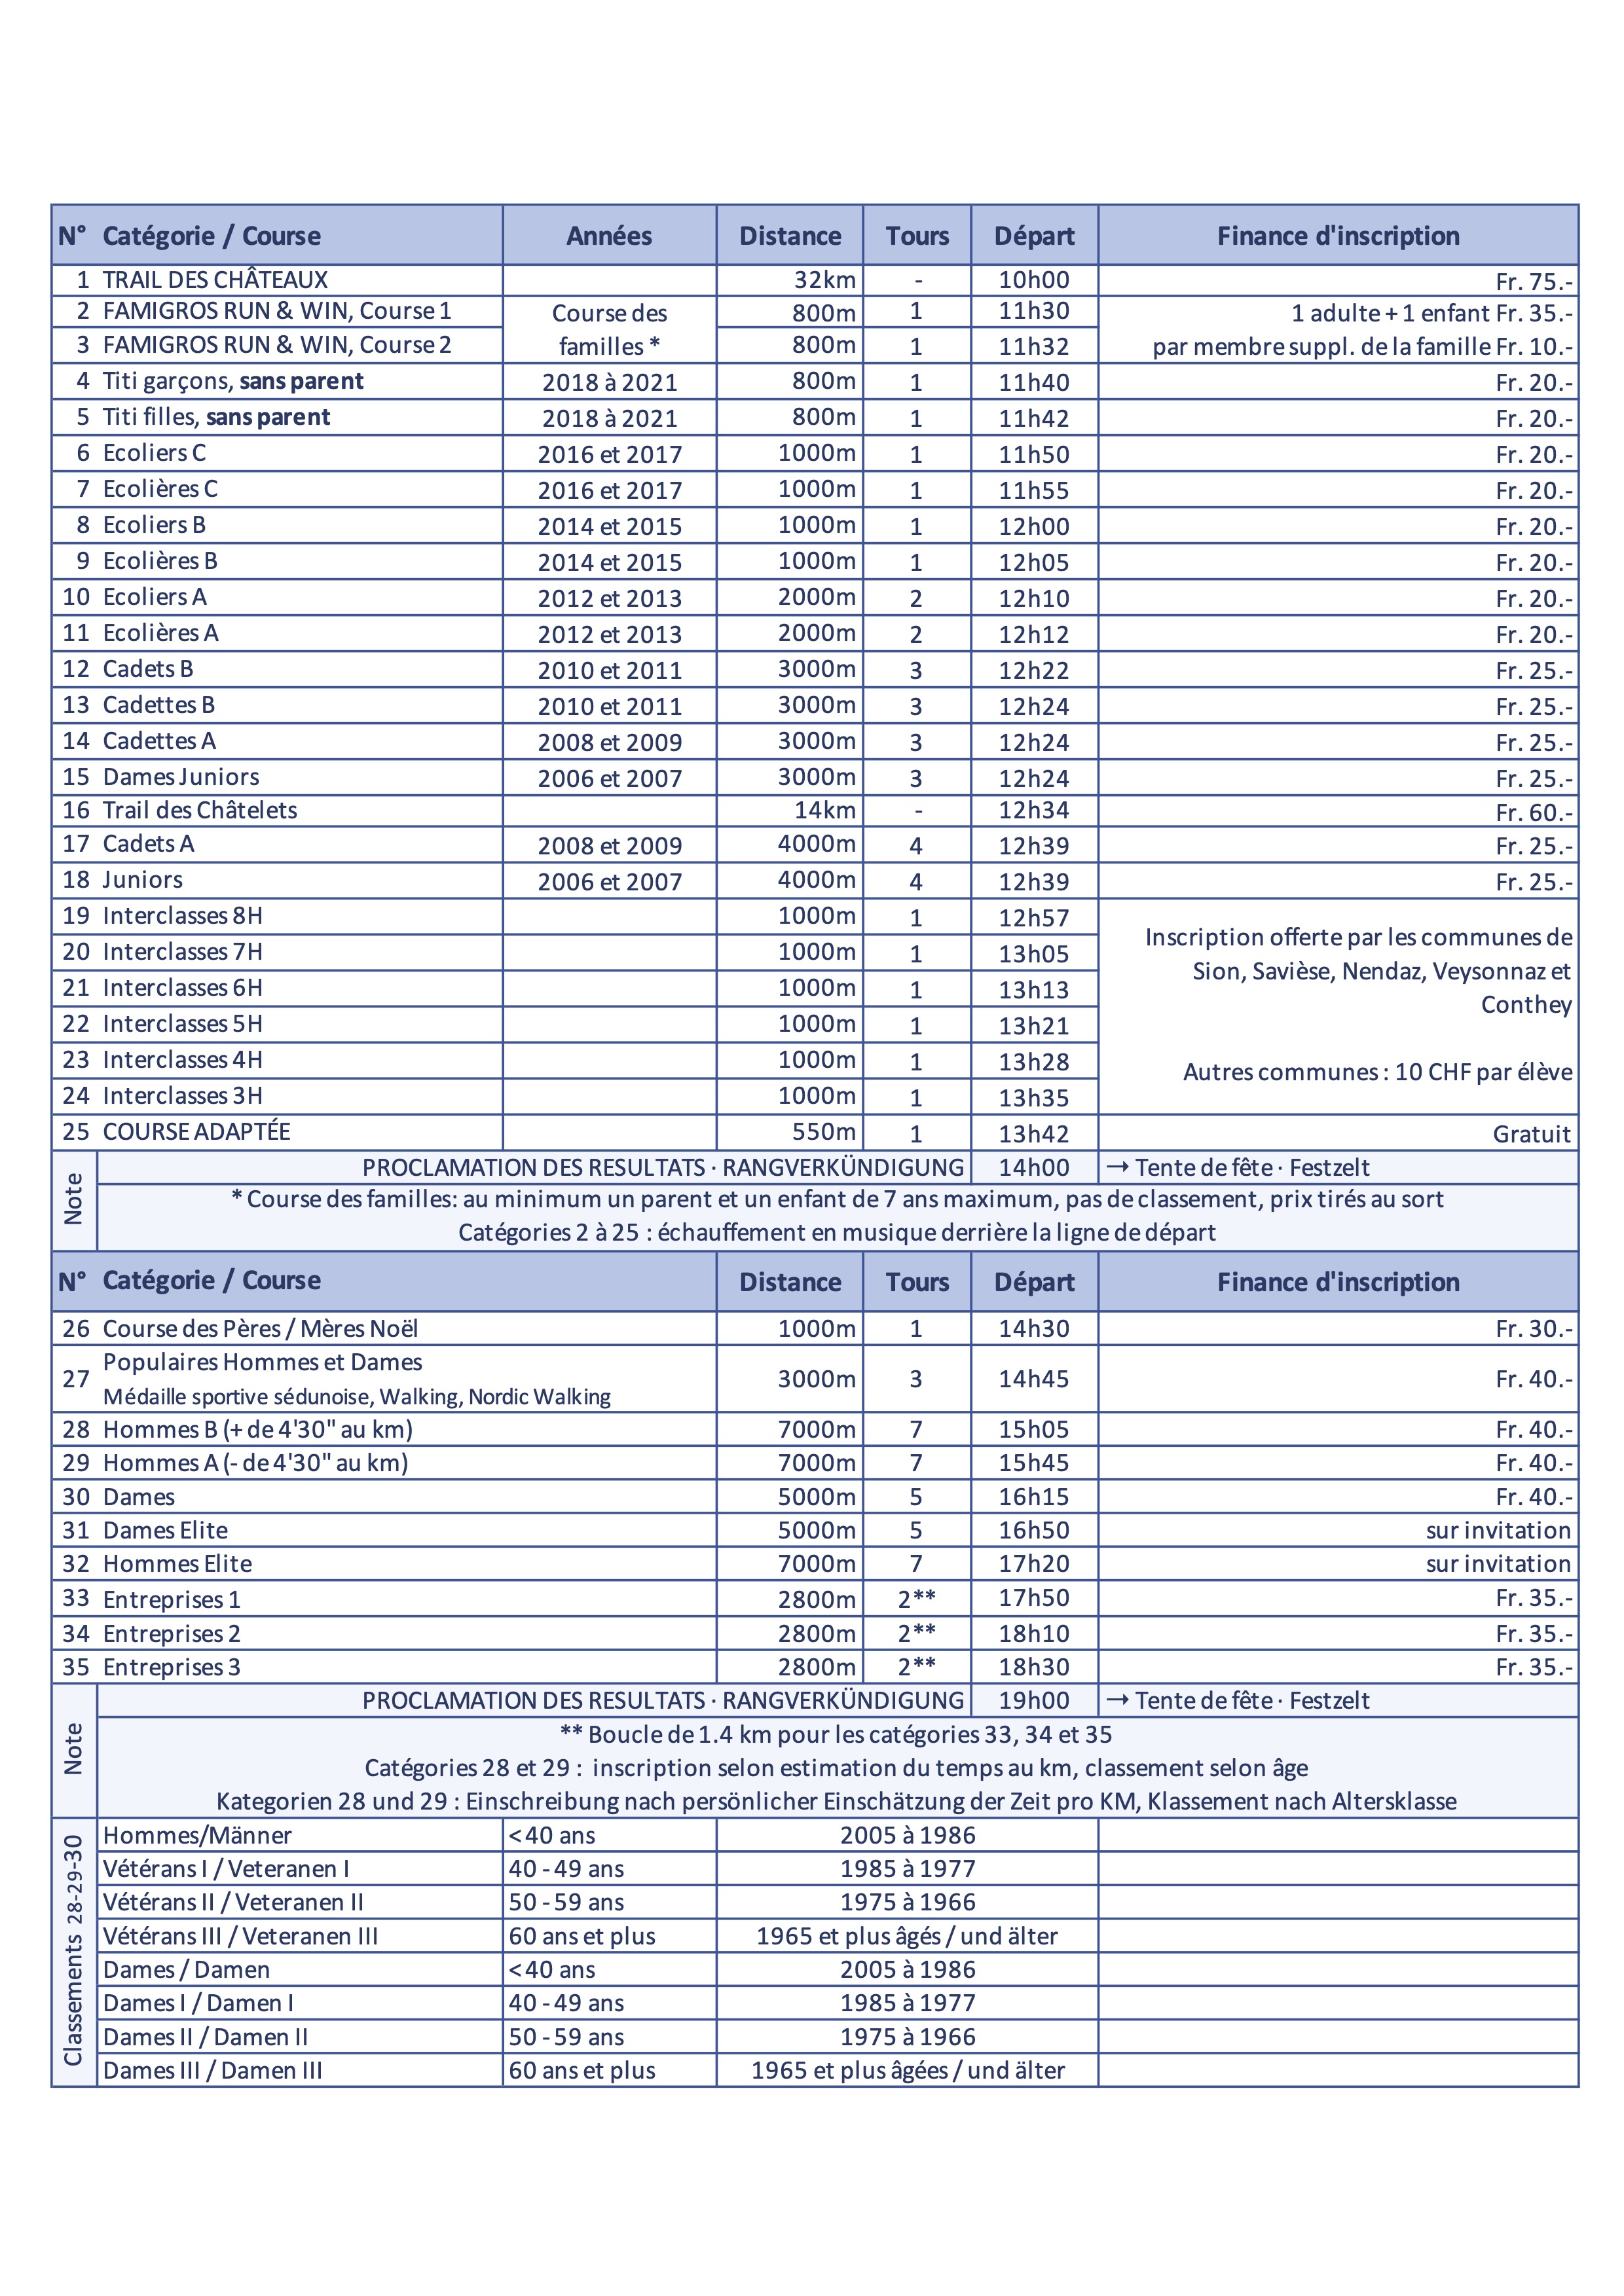 N° Catégorie / Course Années Distance Tours Départ Finance d'inscription
1 TRAIL DES CHÂTEAUX 32km - 10h00 Fr. 75.-
2 FAMIGROS RUN & WIN, Course 1 Course des 800m 1 11h30 1 adulte + 1 enfant Fr. 35.-
3 FAMIGROS RUN & WIN, Course 2 familles * 800m 1 11h32 par membre suppl. de la famille Fr. 10.-
4 Titi garçons, sans parent 2018 à 2021 800m 1 11h40 Fr. 20.-
5 Titi filles, sans parent 2018 à 2021 800m 1 11h42 Fr. 20.-
6 Ecoliers C 2016 et 2017 1000m 1 11h50 Fr. 20.-
7 Ecolières C 2016 et 2017 1000m 1 11h55 Fr. 20.-
8 Ecoliers B 2014 et 2015 1000m 1 12h00 Fr. 20.-
9 Ecolières B 2014 et 2015 1000m 1 12h05 Fr. 20.-
10 Ecoliers A 2012 et 2013 2000m 2 12h10 Fr. 20.-
11 Ecolières A 2012 et 2013 2000m 2 12h12 Fr. 20.-
12 Cadets B 2010 et 2011 3000m 3 12h22 Fr. 25.-
13 Cadettes B 2010 et 2011 3000m 3 12h24 Fr. 25.-
14 Cadettes A 2008 et 2009 3000m 3 12h24 Fr. 25.-
15 Dames Juniors 2006 et 2007 3000m 3 12h24 Fr. 25.-
16 Trail des Châtelets 14km - 12h34 Fr. 60.-
17 Cadets A 2008 et 2009 4000m 4 12h39 Fr. 25.-
18 Juniors 2006 et 2007 4000m 4 12h39 Fr. 25.-
19 Interclasses 8H 1000m 1 12h57
20 Interclasses 7H 1000m 1 13h05
21 Interclasses 6H 1000m 1 13h13
22 Interclasses 5H 1000m 1 13h21
23 Interclasses 4H 1000m 1 13h28
24 Interclasses 3H 1000m 1 13h35
Inscription offerte par les communes de
Sion, Savièse, Nendaz, Veysonnaz et
Conthey
Autres communes : 10 CHF par élève
25 COURSE ADAPTÉE 550m 1 13h42 Gratuit
Note
PROCLAMATION DES RESULTATS · RANGVERKÜNDIGUNG 14h00 → Tente de fête · Festzelt
* Course des familles: au minimum un parent et un enfant de 7 ans maximum, pas de classement, prix tirés au sort
Catégories 2 à 25 : échauffement en musique derrière la ligne de départ
N° Catégorie / Course Distance Tours Départ Finance d'inscription
26 Course des Pères / Mères Noël 1000m 1 14h30 Fr. 30.-
27 Populaires Hommes et Dames 3000m 3 14h45 Fr. 40.-
Médaille sportive sédunoise, Walking, Nordic Walking
28 Hommes B (+ de 4'30" au km) 7000m 7 15h05 Fr. 40.-
29 Hommes A (- de 4'30" au km) 7000m 7 15h45 Fr. 40.-
30 Dames 5000m 5 16h15 Fr. 40.-
31 Dames Elite 5000m 5 16h50 sur invitation
32 Hommes Elite 7000m 7 17h20 sur invitation
33 Entreprises 1 2800m 2** 17h50 Fr. 35.-
34 Entreprises 2 2800m 2** 18h10 Fr. 35.-
35 Entreprises 3 2800m 2** 18h30 Fr. 35.-
Note
PROCLAMATION DES RESULTATS · RANGVERKÜNDIGUNG 19h00 → Tente de fête · Festzelt
** Boucle de 1.4 km pour les catégories 33, 34 et 35
Catégories 28 et 29 : inscription selon estimation du temps au km, classement selon âge
Kategorien 28 und 29 : Einschreibung nach persönlicher Einschätzung der Zeit pro KM, Klassement nach Altersklasse
Classements 28-29-30
Hommes/Männer < 40 ans 2005 à 1986
Vétérans I / Veteranen I 40 - 49 ans 1985 à 1977
Vétérans II / Veteranen II 50 - 59 ans 1975 à 1966
Vétérans III / Veteranen III 60 ans et plus 1965 et plus âgés / und älter
Dames / Damen < 40 ans 2005 à 1986
Dames I / Damen I 40 - 49 ans 1985 à 1977
Dames II / Damen II 50 - 59 ans 1975 à 1966
Dames III / Damen III 60 ans et plus 1965 et plus âgées / und älter